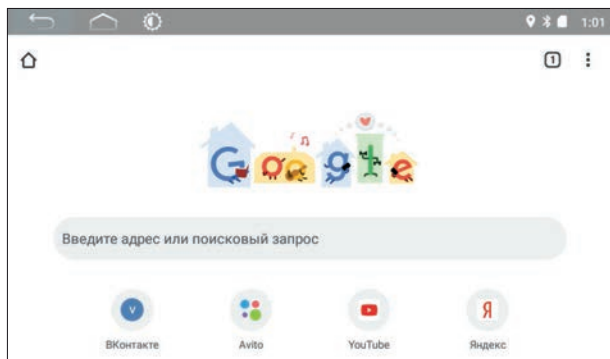 1:01
1
Google
Введите адрес или поисковый запрос
V Я
ВКонтакте Avito YouTube Яндекс